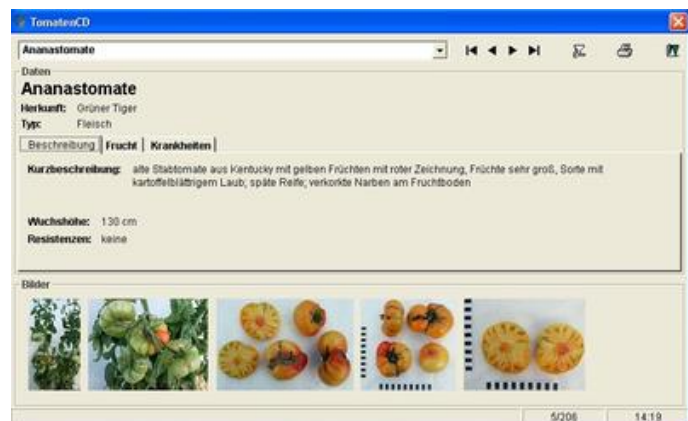 TomatenCD
Ananastomate
Daten
Ananastomate
Herkunft: Grüner Tiger
Typ: Fleisch
Beschreibung Frucht Krankheiten
Kurzbeschreibung: alte Stabtomate aus Kentucky mit gelben Früchten mit roter Zeichnung, Früchte sehr groß, Sorte mit
kartoffelblättrigem Laub; späte Reife; verkorkte Narben am Fruchtboden
Wuchshöhe: 130 cm
Resistenzen: keine
Bilder
5/206 14:19